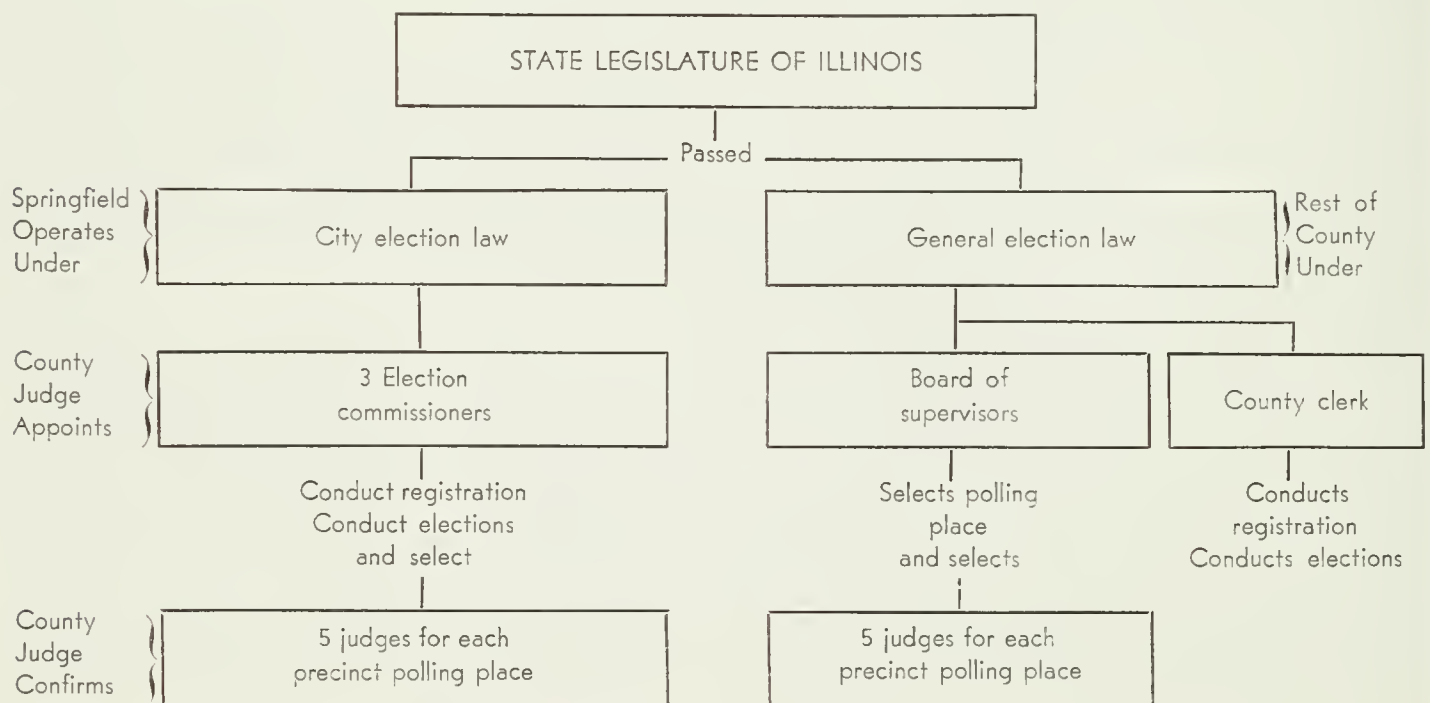 STATE LEGISLATURE OF ILLINOIS
Passed
Springfield
Operates
Under
City election law
General election law
Rest of
County
Under
County
Judge
Appoints
3 Election
commissioners
Board of
supervisors
County clerk
Conduct registration
Conduct elections
and select
Selects polling
place
and selects
Conducts
registration
Conducts elections
County
Judge
Confirms
5 judges for each
precinct polling place
5 judges for each
precinct polling place